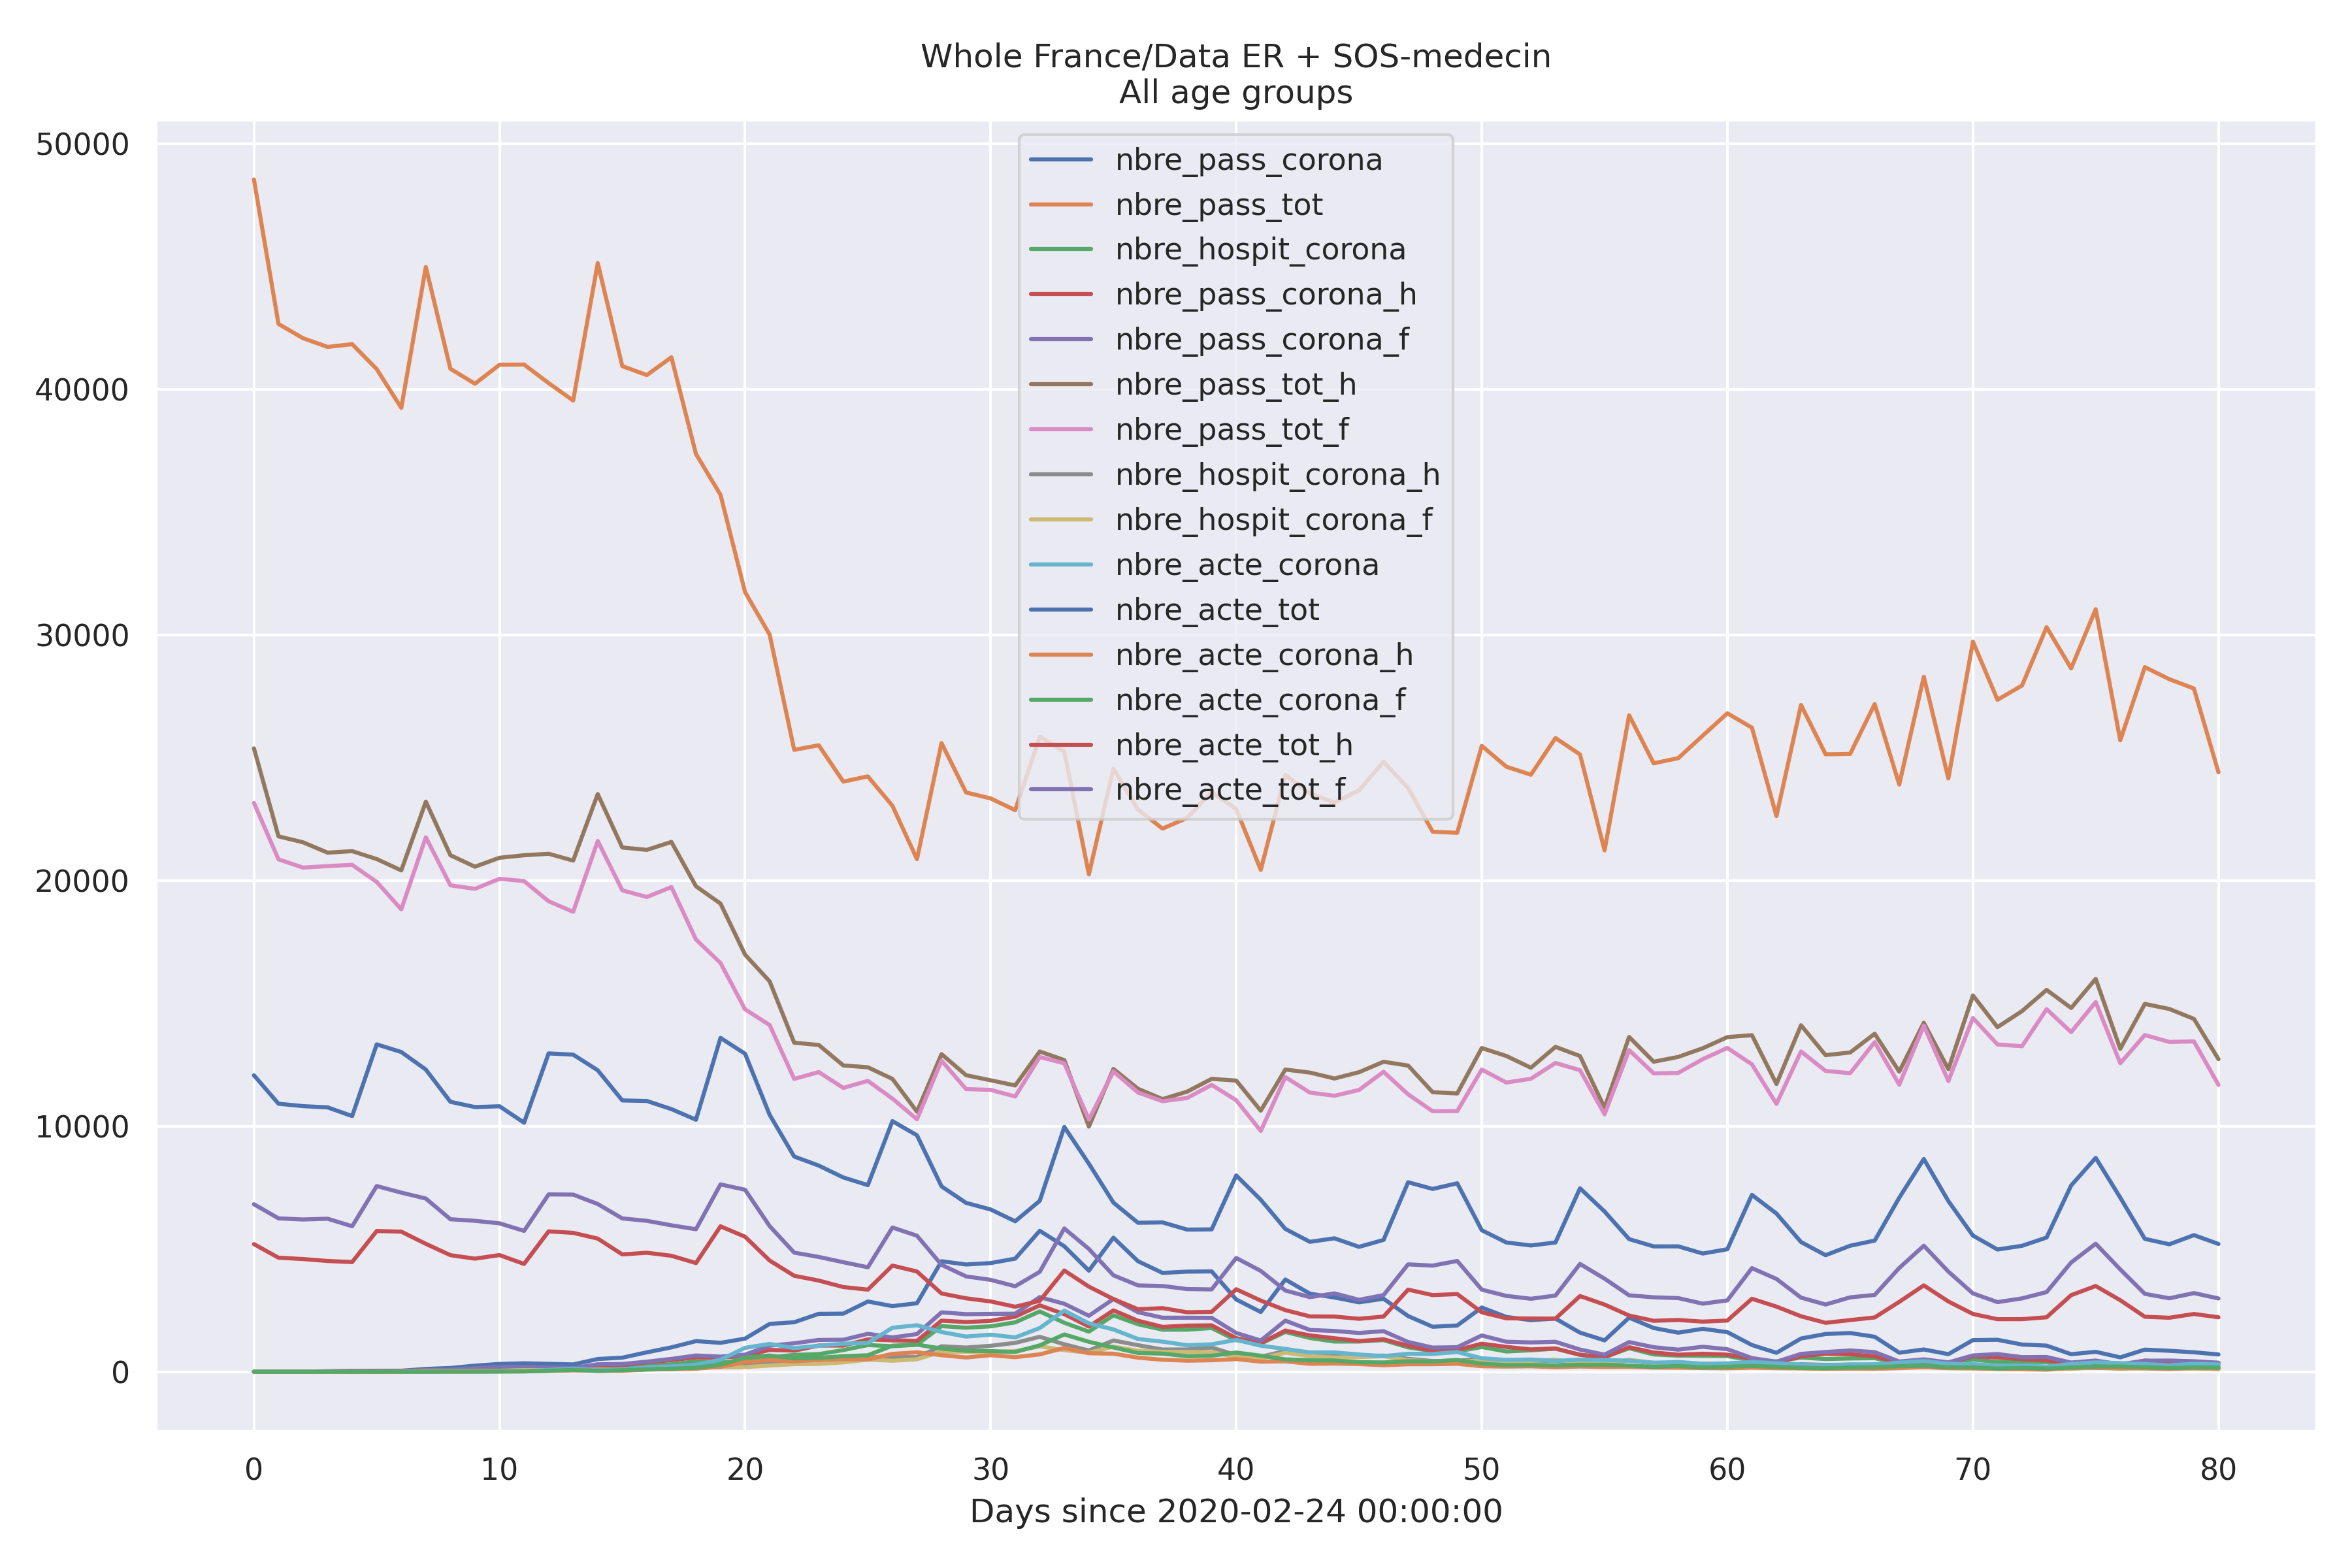 Whole France/Data ER + SOS-medecin
All age groups
50000
40000
30000
20000
10000
0
nbre_pass_corona
nbre_pass_tot
nbre_hospit_corona
nbre_pass_corona_h
nbre_pass_corona_f
nbre_pass_tot_h
nbre_pass_tot_f
nbre_hospit_corona_h
nbre_hospit_corona_f
nbre_acte_corona
nbre_acte_tot
nbre_acte_corona_h
nbre_acte_corona_f
nbre_acte_tot_h
nbre_acte_tot_f
0 10 20 30 40 50 60 70 80
Days since 2020-02-24 00:00:00